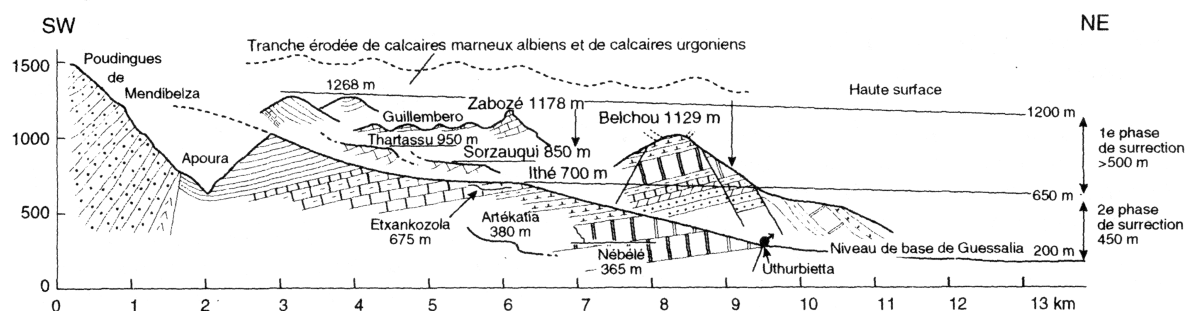 SW
NE
Tranche érodée de calcaires marneux albiens et de calcaires urgoniens
1500
Poudingues
de
Mendibelza
1268 m
Zabozé 1178 m
Haute surface
1200 m
Guillembero
Belchou 1129 m
1e phase
de surrection
>500 m
1000
Apoura
Thartassu 950 m
Sorzauqui 850 m
Ithé 700 m
650 m
500
Etxankozola
675 m
Artékatia
380 m
2e phase
de surrection
450 m
Nébélé
365 m
Uthurbietta
Niveau de base de Guessalia
200 m
0
0 1 2 3 4 5 6 7 8 9 10 11 12 13 km